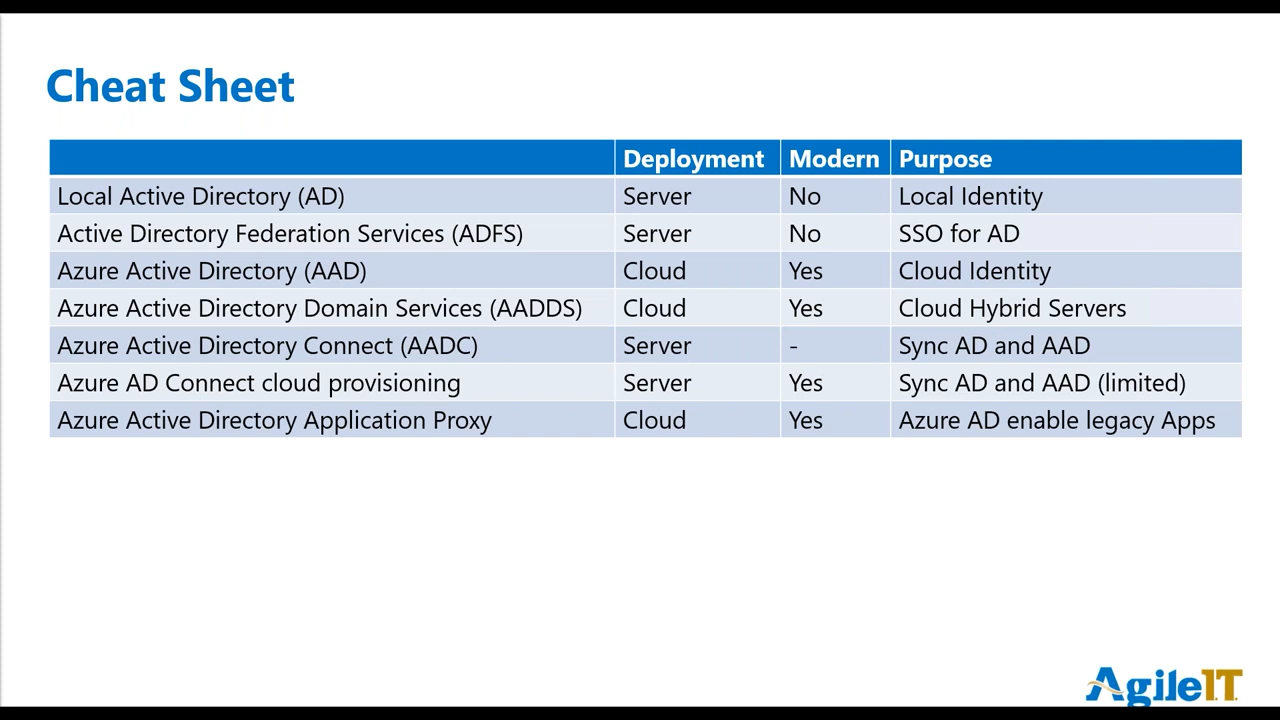 Cheat Sheet
Deployment Modern Purpose
Local Active Directory (AD) Server No Local Identity
Active Directory Federation Services (ADFS) Server No SSO for AD
Azure Active Directory (AAD) Cloud Yes Cloud Identity
Azure Active Directory Domain Services (AADDS) Cloud Yes Cloud Hybrid Servers
Azure Active Directory Connect (AADC) Server - Sync AD and AAD
Azure AD Connect cloud provisioning Server Yes Sync AD and AAD (limited)
Azure Active Directory Application Proxy Cloud Yes Azure AD enable legacy Apps
AgileI.T.